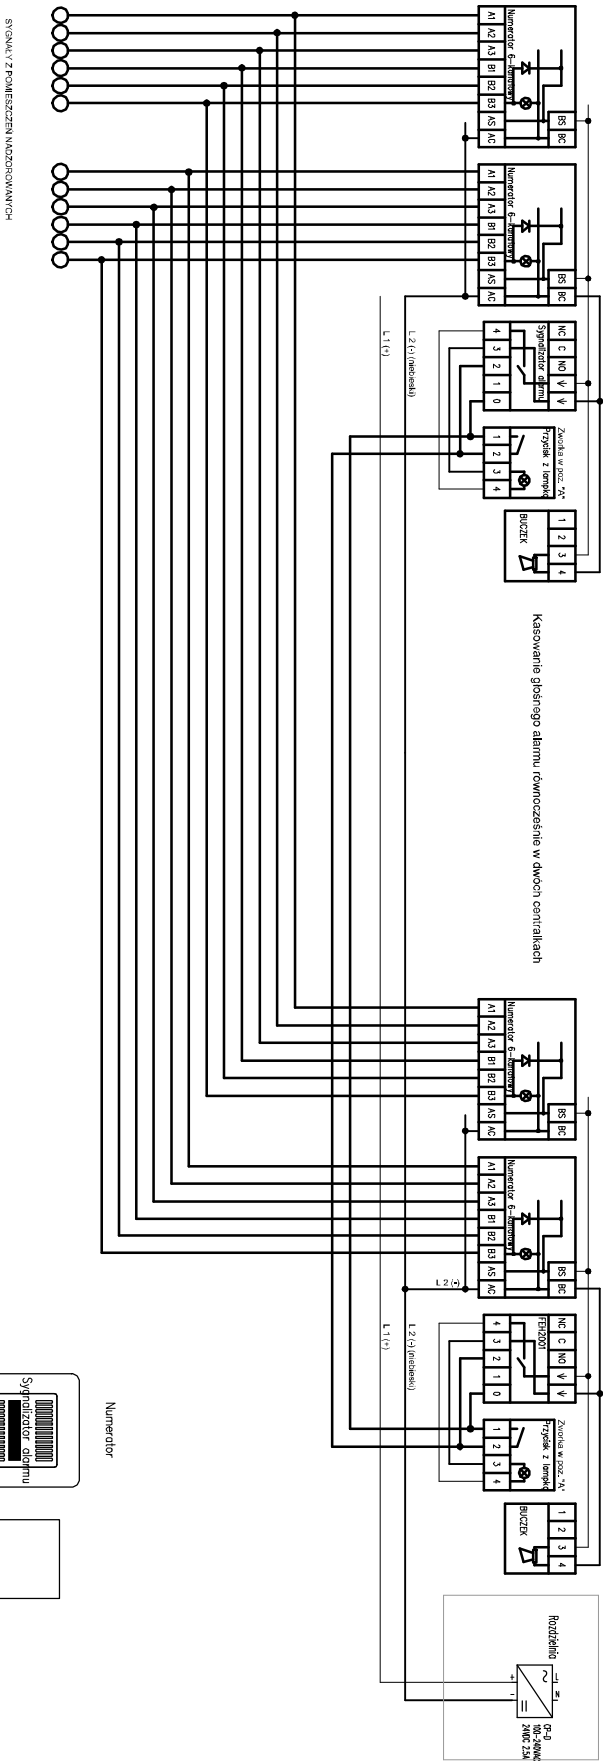 SYGNAŁY Z POMIESZCZEŃ NADZOROWANYCH
A1 A2 A3 B1 B2 B3 AS AC
Numerator 6-kanałowy
BS BC
A1 A2 A3 B1 B2 B3 AS AC
Numerator 6-kanałowy
BS BC
L 1 (+)
L 2 (-) (niebieski)
4 3 2 1 0
Sygnalizator alarmu
NC C NO
1 2 3 4
Przycisk z lampką
Zworka w poz. "A"
BUCZEK
1 2 3 4
Kasowanie głośnego alarmu równocześnie w dwóch centralkach
A1 A2 A3 B1 B2 B3 AS AC
Numerator 6-kanałowy
BS BC
A1 A2 A3 B1 B2 B3 AS AC
Numerator 6-kanałowy
BS BC
L 2 (-)
L 1 (+)
L 2 (-) (niebieski)
4 3 2 1 0
FEH2001
NC C NO
1 2 3 4
Przycisk z lampką
Zworka w poz. "A"
BUCZEK
1 2 3 4
Rozdzielnia
L N
+ -
CP-D
100-240VAC
24VDC 2.5A
Numerator
Sygnalizator alarmu